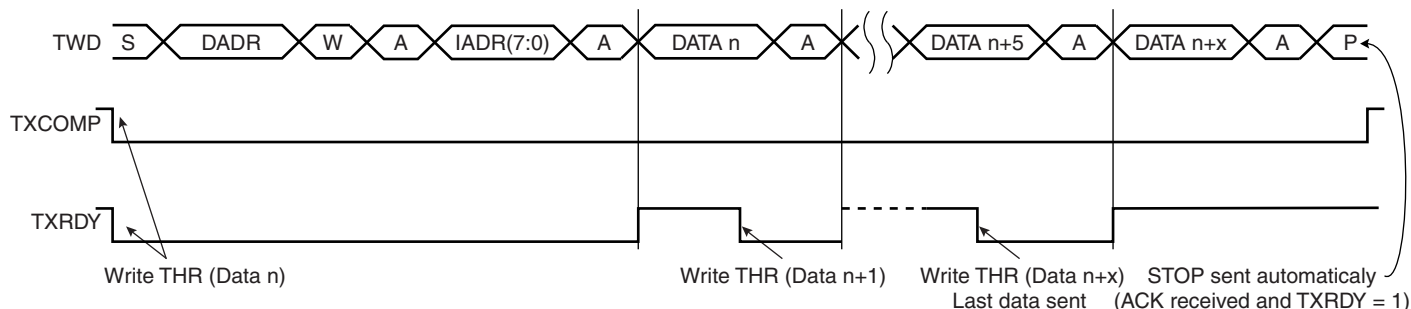 TWD S DADR W A IADR(7:0) A DATA n A DATA n+5 A DATA n+x A P
TXCOMP
TXRDY
Write THR (Data n) Write THR (Data n+1) Write THR (Data n+x) STOP sent automaticaly
Last data sent (ACK received and TXRDY = 1)